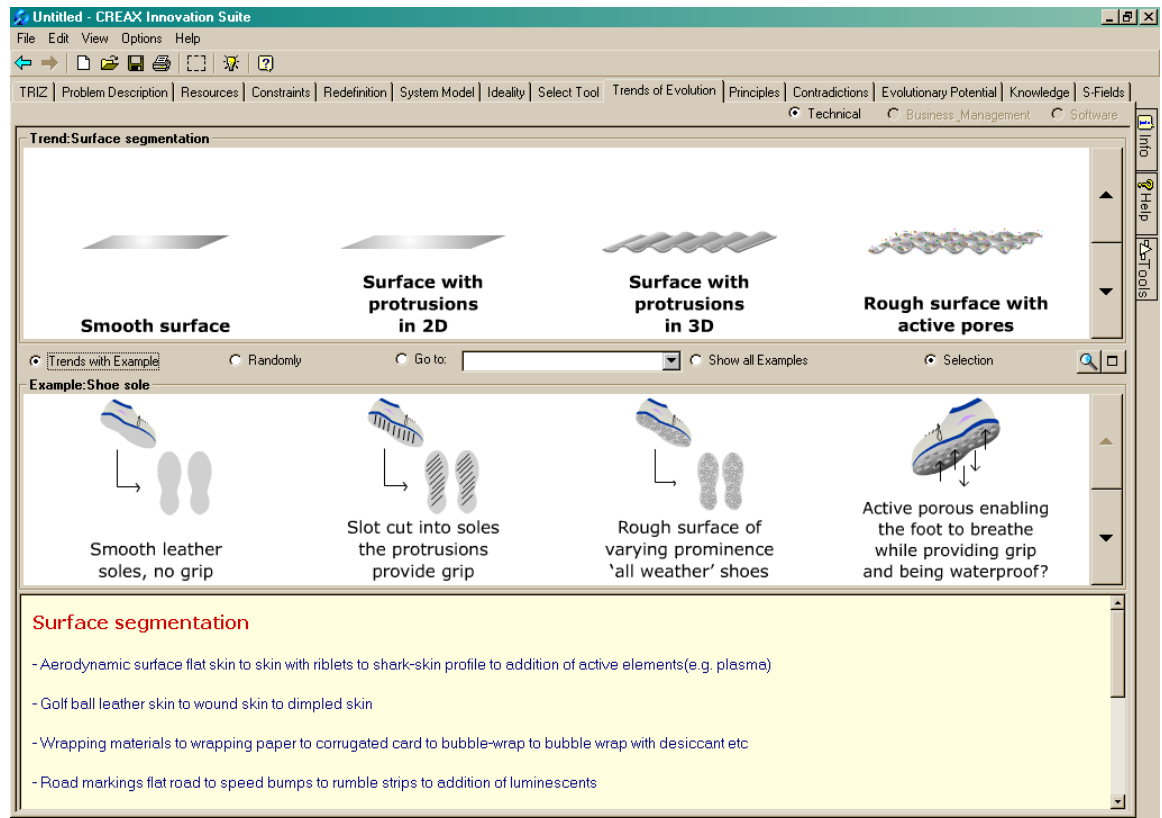 Untitled - CREAX Innovation Suite
File Edit View Options Help
TRIZ Problem Description Resources Constraints Redefinition System Model Ideality Select Tool Trends of Evolution Principles Contradictions Evolutionary Potential Knowledge S-Fields
Technical Business_Management Software
Info
Help
Tools
Trend:Surface segmentation
Smooth surface
Surface with
protrusions
in 2D
Surface with
protrusions
in 3D
Rough surface with
active pores
Trends with Example Randomly Go to: Show all Examples Selection
Example:Shoe sole
Smooth leather
soles, no grip
Slot cut into soles
the protrusions
provide grip
Rough surface of
varying prominence
'all weather' shoes
Active porous enabling
the foot to breathe
while providing grip
and being waterproof?
Surface segmentation
- Aerodynamic surface flat skin to skin with riblets to shark-skin profile to addition of active elements(e.g. plasma)
- Golf ball leather skin to wound skin to dimpled skin
- Wrapping materials to wrapping paper to corrugated card to bubble-wrap to bubble wrap with desiccant etc
- Road markings flat road to speed bumps to rumble strips to addition of luminescents